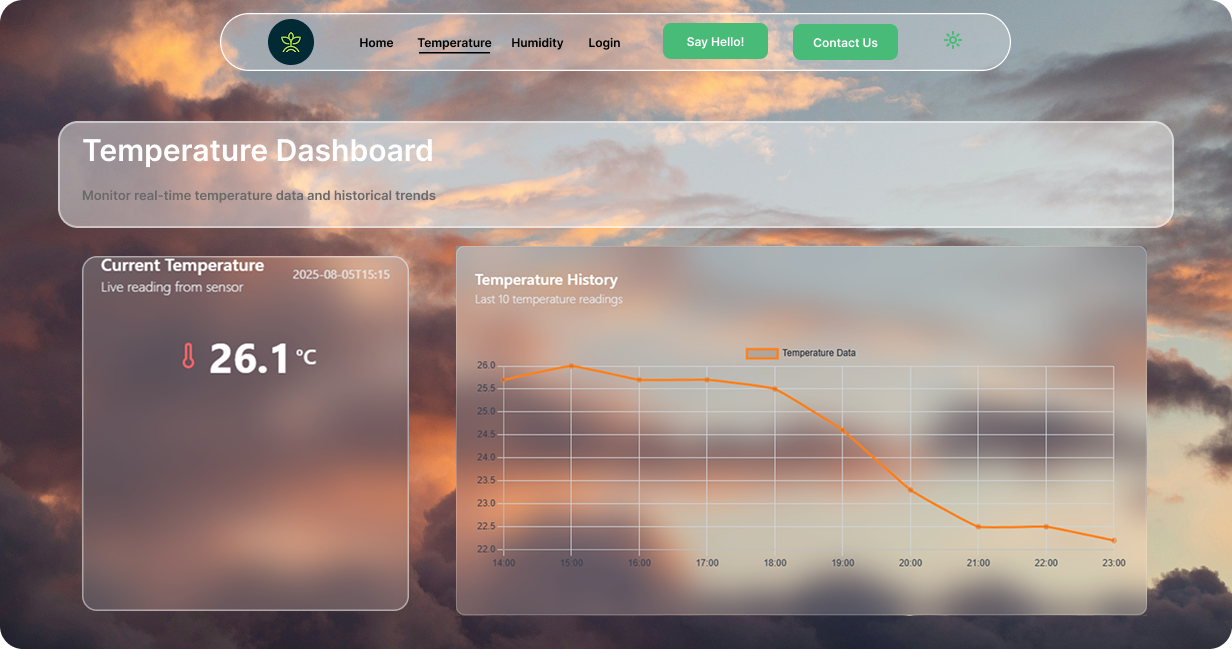 Home Temperature Humidity Login Say Hello! Contact Us
Temperature Dashboard
Monitor real-time temperature data and historical trends
Current Temperature
2025-08-05T15:15
Live reading from sensor
26.1 °C
Temperature History
Last 10 temperature readings
Temperature Data
26.0
25.5
25.0
24.5
24.0
23.5
23.0
22.5
22.0
14:00 15:00 16:00 17:00 18:00 19:00 20:00 21:00 22:00 23:00